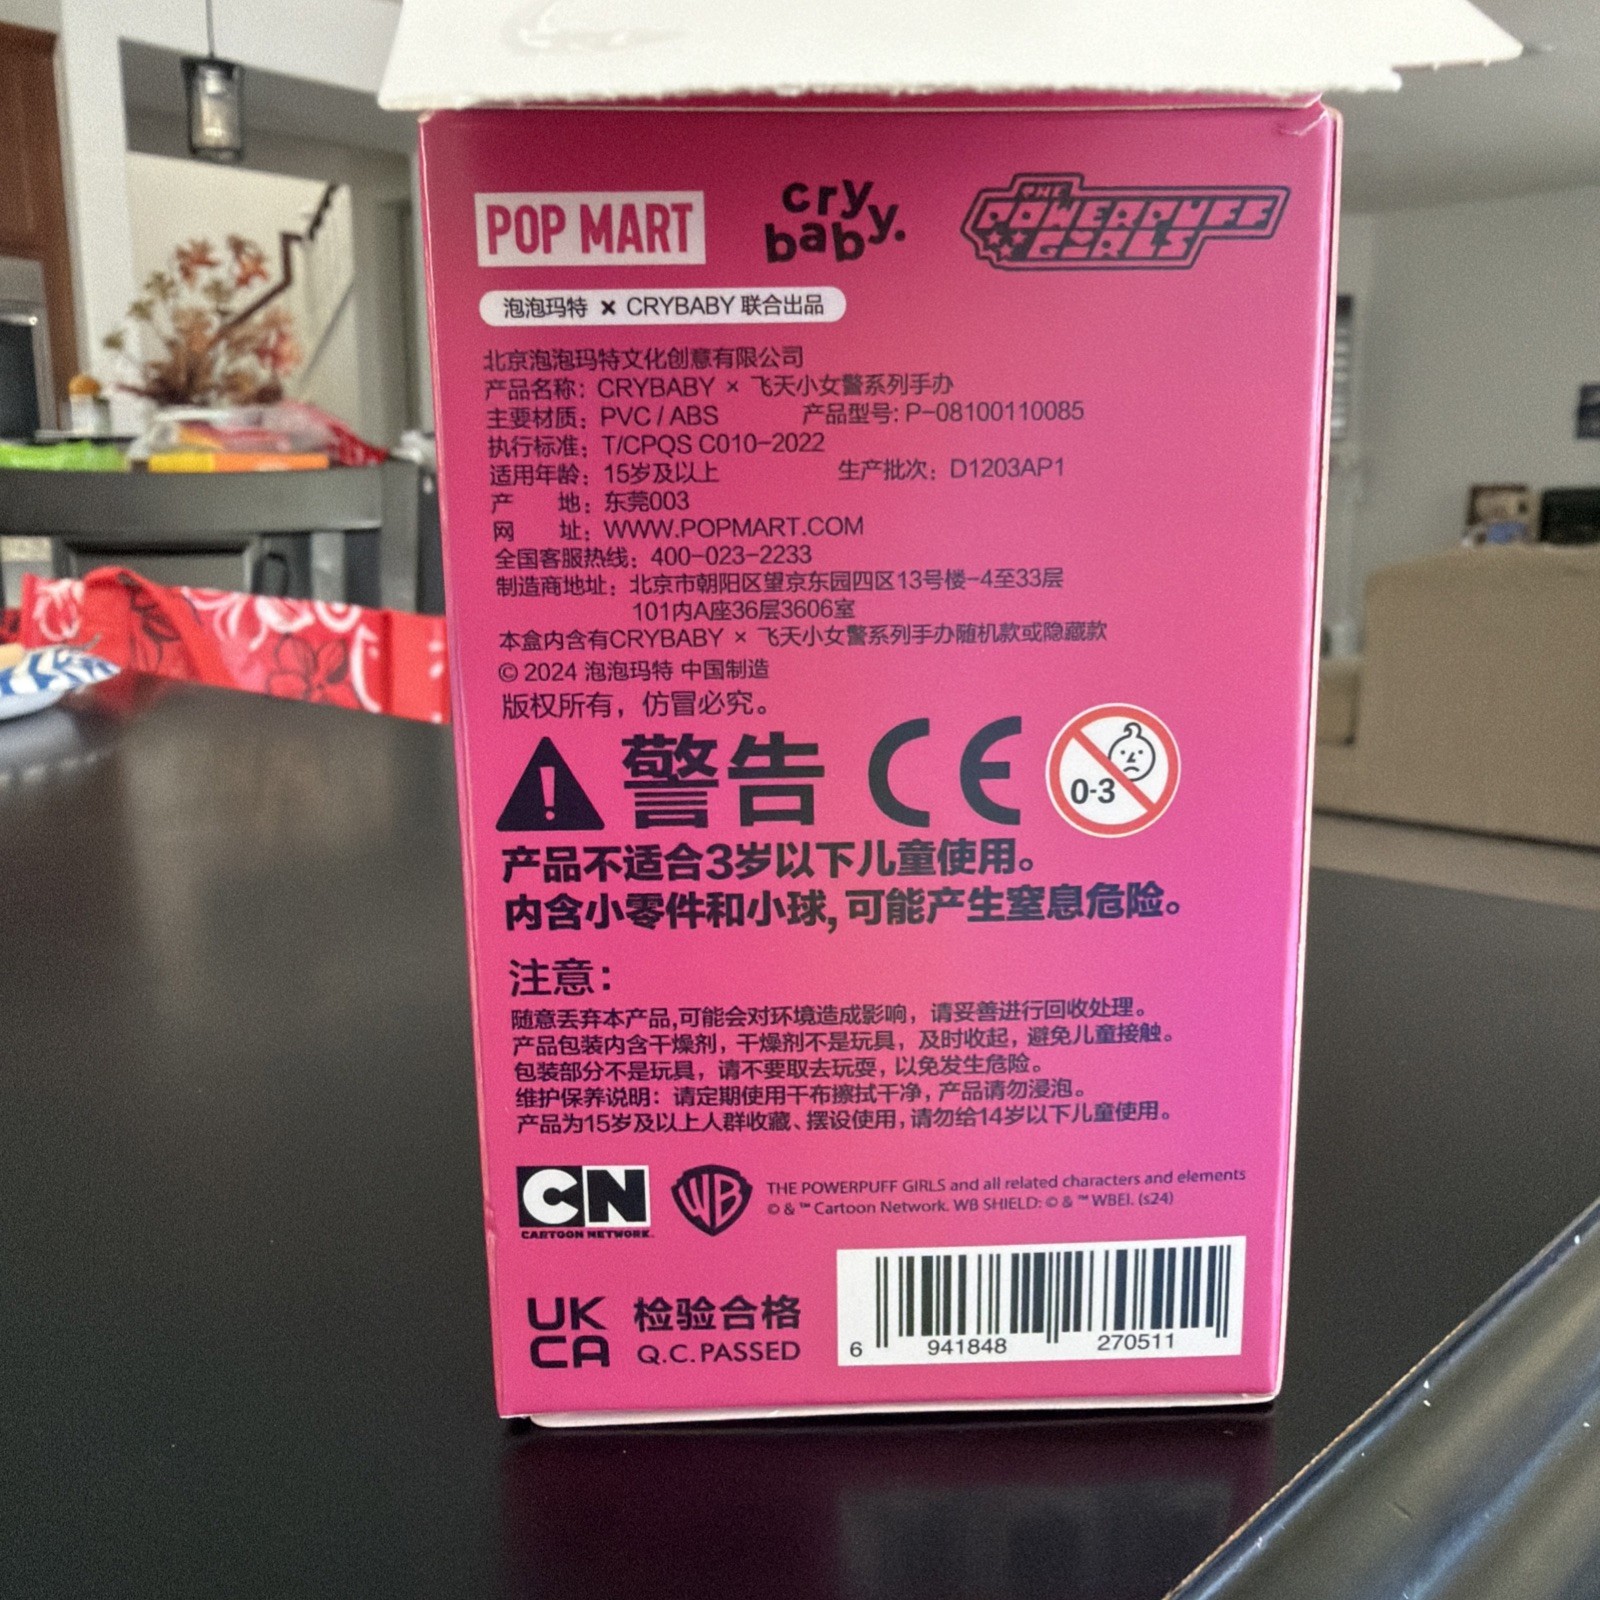 POP MART
cry baby.
THE POWERPUFF GIRLS
泡泡玛特 × CRYBABY 联合出品
北京泡泡玛特文化创意有限公司
产品名称：CRYBABY × 飞天小女警系列手办
主要材质：PVC / ABS 产品型号: P-08100110085
执行标准：T/CPQS C010-2022
适用年龄：15岁及以上 生产批次：D1203AP1
产 地：东莞003
网 址：WWW.POPMART.COM
全国客服热线：400-023-2233
制造商地址：北京市朝阳区望京东园四区13号楼-4至33层
101内A座36层3606室
本盒内含有CRYBABY × 飞天小女警系列手办随机款或隐藏款
© 2024 泡泡玛特 中国制造
版权所有，仿冒必究。
警告 CE 0-3
产品不适合3岁以下儿童使用。
内含小零件和小球, 可能产生窒息危险。
注意：
随意丢弃本产品,可能会对环境造成影响，请妥善进行回收处理。
产品包装内含干燥剂，干燥剂不是玩具，及时收起，避免儿童接触。
包装部分不是玩具，请不要取去玩耍，以免发生危险。
维护保养说明：请定期使用干布擦拭干净，产品请勿浸泡。
产品为15岁及以上人群收藏、摆设使用，请勿给14岁以下儿童使用。
CN
CARTOON NETWORK.
WB
THE POWERPUFF GIRLS and all related characters and elements
© & ™ Cartoon Network. WB SHIELD: © & ™ WBEI. (s24)
UK
CA
检验合格
Q.C. PASSED
6 941848 270511